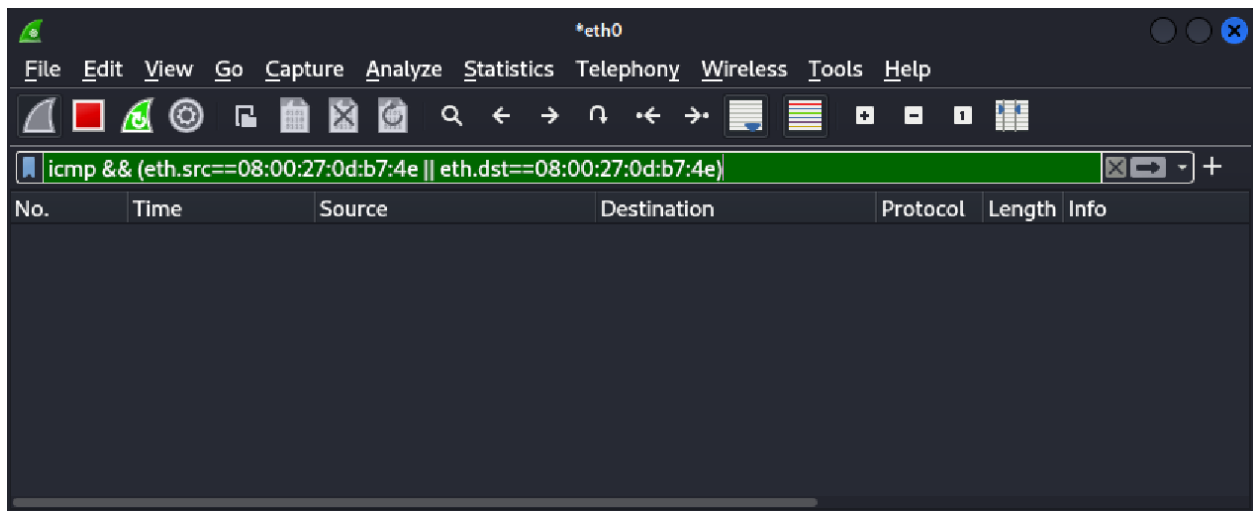 *eth0
File Edit View Go Capture Analyze Statistics Telephony Wireless Tools Help
icmp && (eth.src==08:00:27:0d:b7:4e || eth.dst==08:00:27:0d:b7:4e)
No. Time Source Destination Protocol Length Info